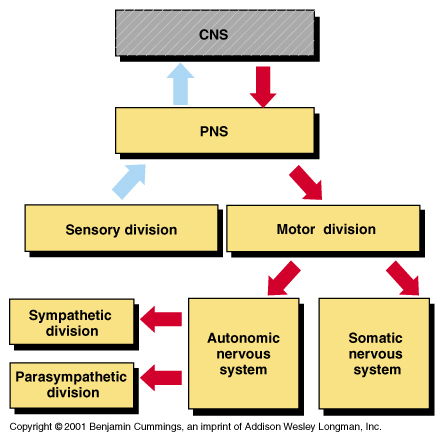 CNS
PNS
Sensory division
Motor division
Sympathetic
division
Autonomic
nervous
system
Somatic
nervous
system
Parasympathetic
division
Copyright © 2001 Benjamin Cummings, an imprint of Addison Wesley Longman, Inc.